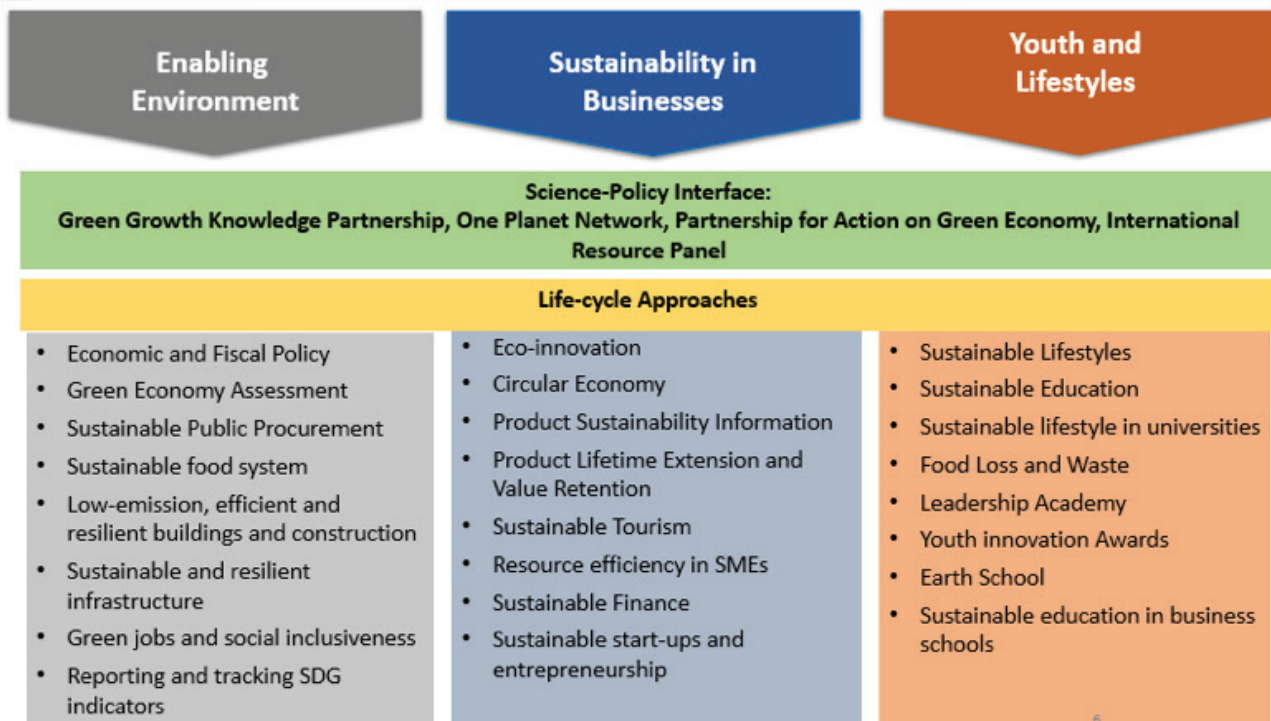 Enabling
Environment
Sustainability in
Businesses
Youth and
Lifestyles
Science-Policy Interface:
Green Growth Knowledge Partnership, One Planet Network, Partnership for Action on Green Economy, International
Resource Panel
Life-cycle Approaches
• Economic and Fiscal Policy
• Green Economy Assessment
• Sustainable Public Procurement
• Sustainable food system
• Low-emission, efficient and
resilient buildings and construction
• Sustainable and resilient
infrastructure
• Green jobs and social inclusiveness
• Reporting and tracking SDG
indicators
• Eco-innovation
• Circular Economy
• Product Sustainability Information
• Product Lifetime Extension and
Value Retention
• Sustainable Tourism
• Resource efficiency in SMEs
• Sustainable Finance
• Sustainable start-ups and
entrepreneurship
• Sustainable Lifestyles
• Sustainable Education
• Sustainable lifestyle in universities
• Food Loss and Waste
• Leadership Academy
• Youth innovation Awards
• Earth School
• Sustainable education in business
schools